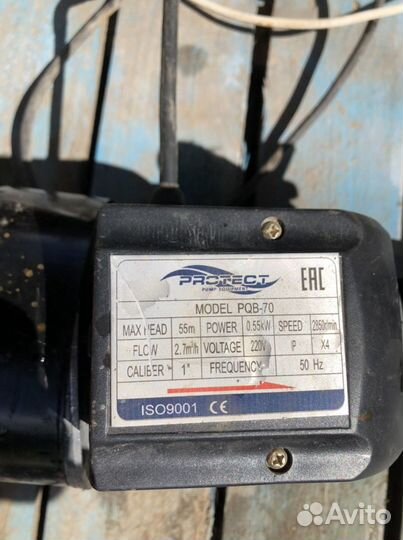 PROTECT
PUMP EQUIPMENT
EAC
MODEL PQB-70
MAX HEAD 55m POWER 0.55kW SPEED 2850r/min
FLOW 2.7m³/h VOLTAGE 220V IP X4
CALIBER 1" FREQUENCY 50 Hz
ISO9001 CE
Avito